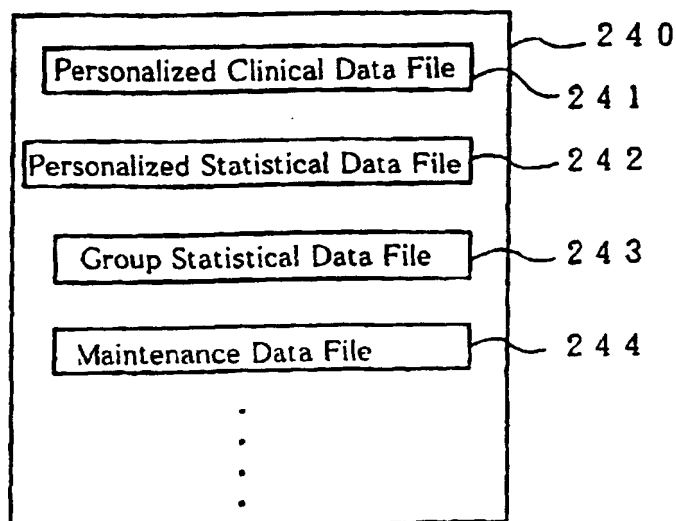 240
Personalized Clinical Data File
241
Personalized Statistical Data File 242
Group Statistical Data File 243
Maintenance Data File 244